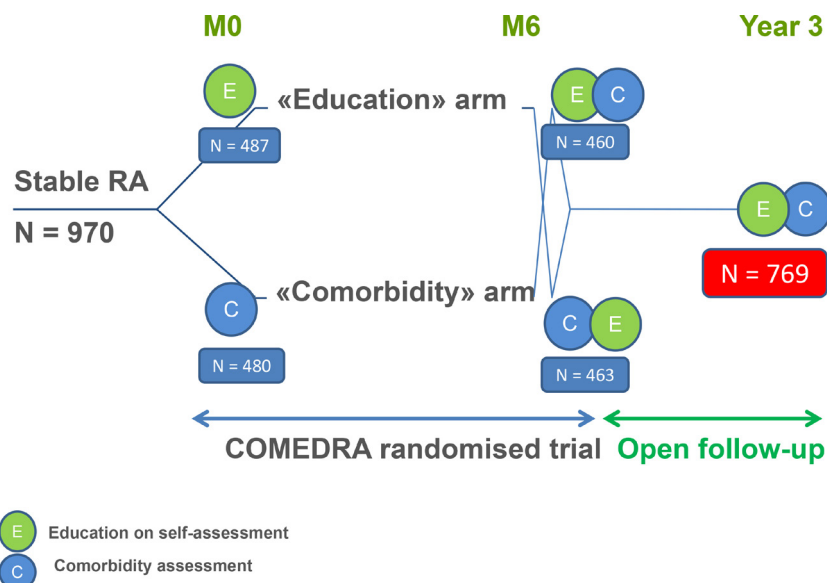 M0 M6 Year 3
E «Education» arm E C
N = 487 N = 460
Stable RA
N = 970
E C
N = 769
C «Comorbidity» arm C E
N = 480 N = 463
COMEDRA randomised trial Open follow-up
E Education on self-assessment
C Comorbidity assessment